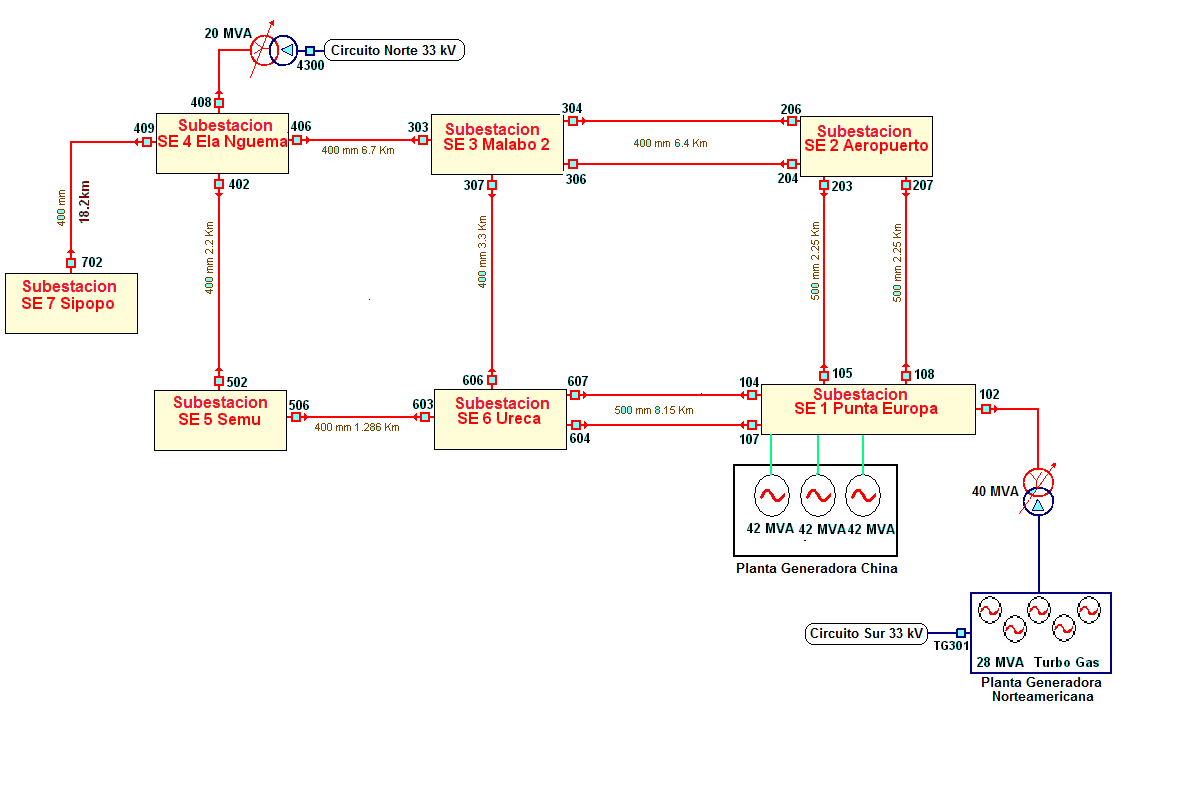 20 MVA
Circuito Norte 33 kV
4300
408
409
Subestacion
SE 4 Ela Nguema
406
303
400 mm 6.7 Km
402
Subestacion
SE 3 Malabo 2
304
306
307
400 mm 6.4 Km
206
204
Subestacion
SE 2 Aeropuerto
203
207
400 mm
18.2km
702
Subestacion
SE 7 Sipopo
400 mm 2.2 Km
400 mm 3.3 Km
500 mm 2.25 Km
500 mm 2.25 Km
502
Subestacion
SE 5 Semu
506
603
400 mm 1.286 Km
606
Subestacion
SE 6 Ureca
607
604
500 mm 8.15 Km
104
107
105
108
Subestacion
SE 1 Punta Europa
102
40 MVA
42 MVA
42 MVA
42 MVA
Planta Generadora China
Circuito Sur 33 kV
TG301
28 MVA Turbo Gas
Planta Generadora
Norteamericana